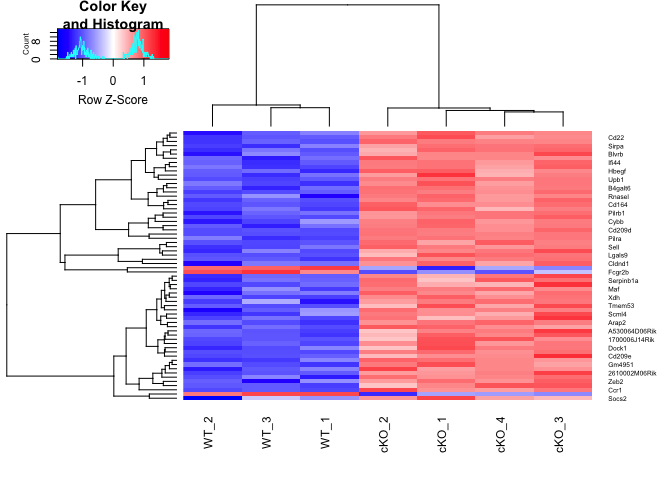 Color Key
and Histogram
Count
0 8
-1 0 1
Row Z-Score
Cd22
Sirpa
Blvrb
Ifi44
Hbegf
Upb1
B4galt6
Rnasel
Cd164
Pilrb1
Cybb
Cd209d
Pilra
Sell
Lgals9
Cldnd1
Fcgr2b
Serpinb1a
Maf
Xdh
Tmem53
Scml4
Arap2
A530064D06Rik
1700006J14Rik
Dock1
Cd209e
Gm4951
2610002M06Rik
Zeb2
Ccr1
Socs2
WT_2
WT_3
WT_1
cKO_2
cKO_1
cKO_4
cKO_3